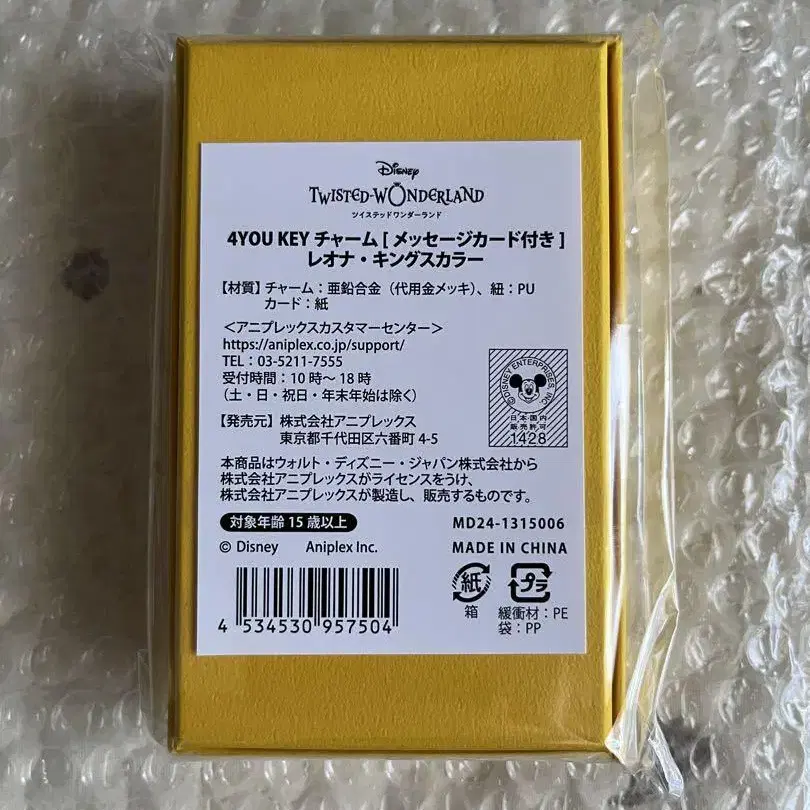 Disney
TWISTED-WONDERLAND
ツイステッドワンダーランド
4YOU KEY チャーム [ メッセージカード付き ]
レオナ・キングスカラー
【材質】チャーム：亜鉛合金（代用金メッキ）、紐：PU
カード：紙
＜アニプレックスカスタマーセンター＞
https://aniplex.co.jp/support/
TEL：03-5211-7555
受付時間：10時～18時
（土・日・祝日・年末年始は除く）
【発売元】株式会社アニプレックス
東京都千代田区六番町 4-5
©DISNEY ENTERPRISES, INC.
日本国内
販売許可
1428
本商品はウォルト・ディズニー・ジャパン株式会社から
株式会社アニプレックスがライセンスをうけ、
株式会社アニプレックスが製造し、販売するものです。
対象年齢 15 歳以上
MD24-1315006
© Disney Aniplex Inc.
MADE IN CHINA
4 534530 957504
紙
箱
プラ
緩衝材：PE
袋：PP